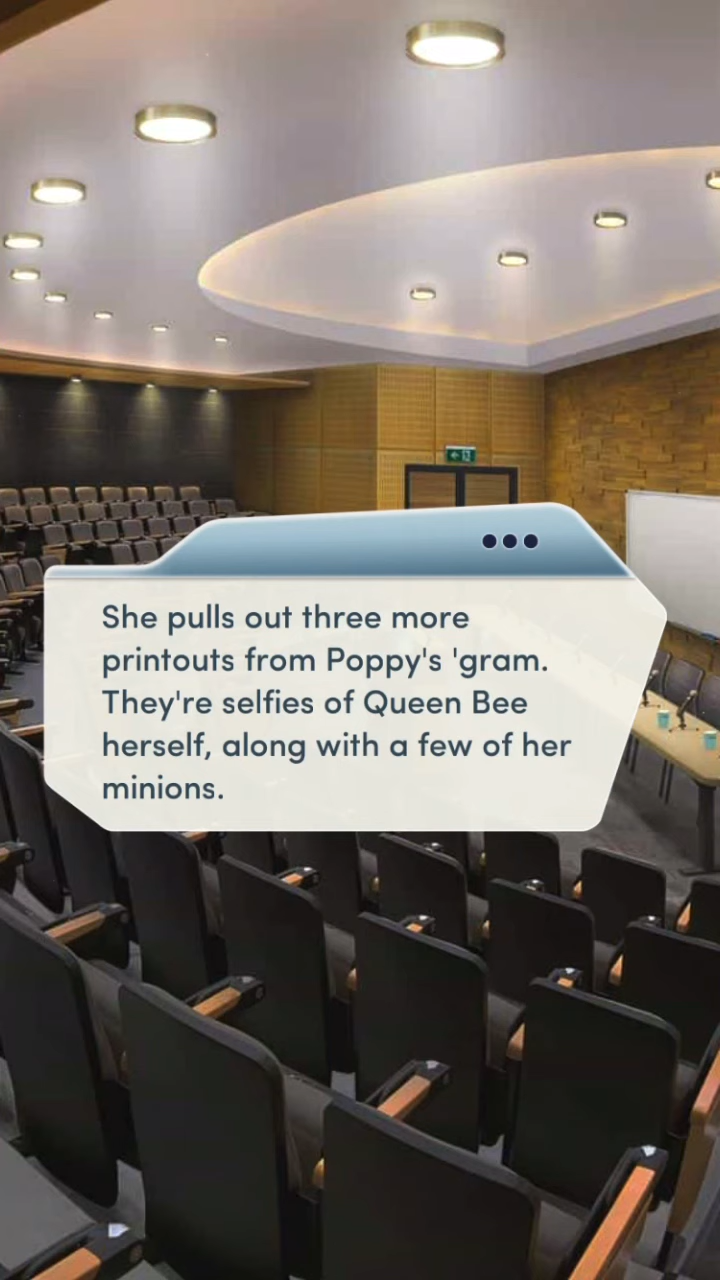 She pulls out three more
printouts from Poppy's 'gram.
They're selfies of Queen Bee
herself, along with a few of her
minions.